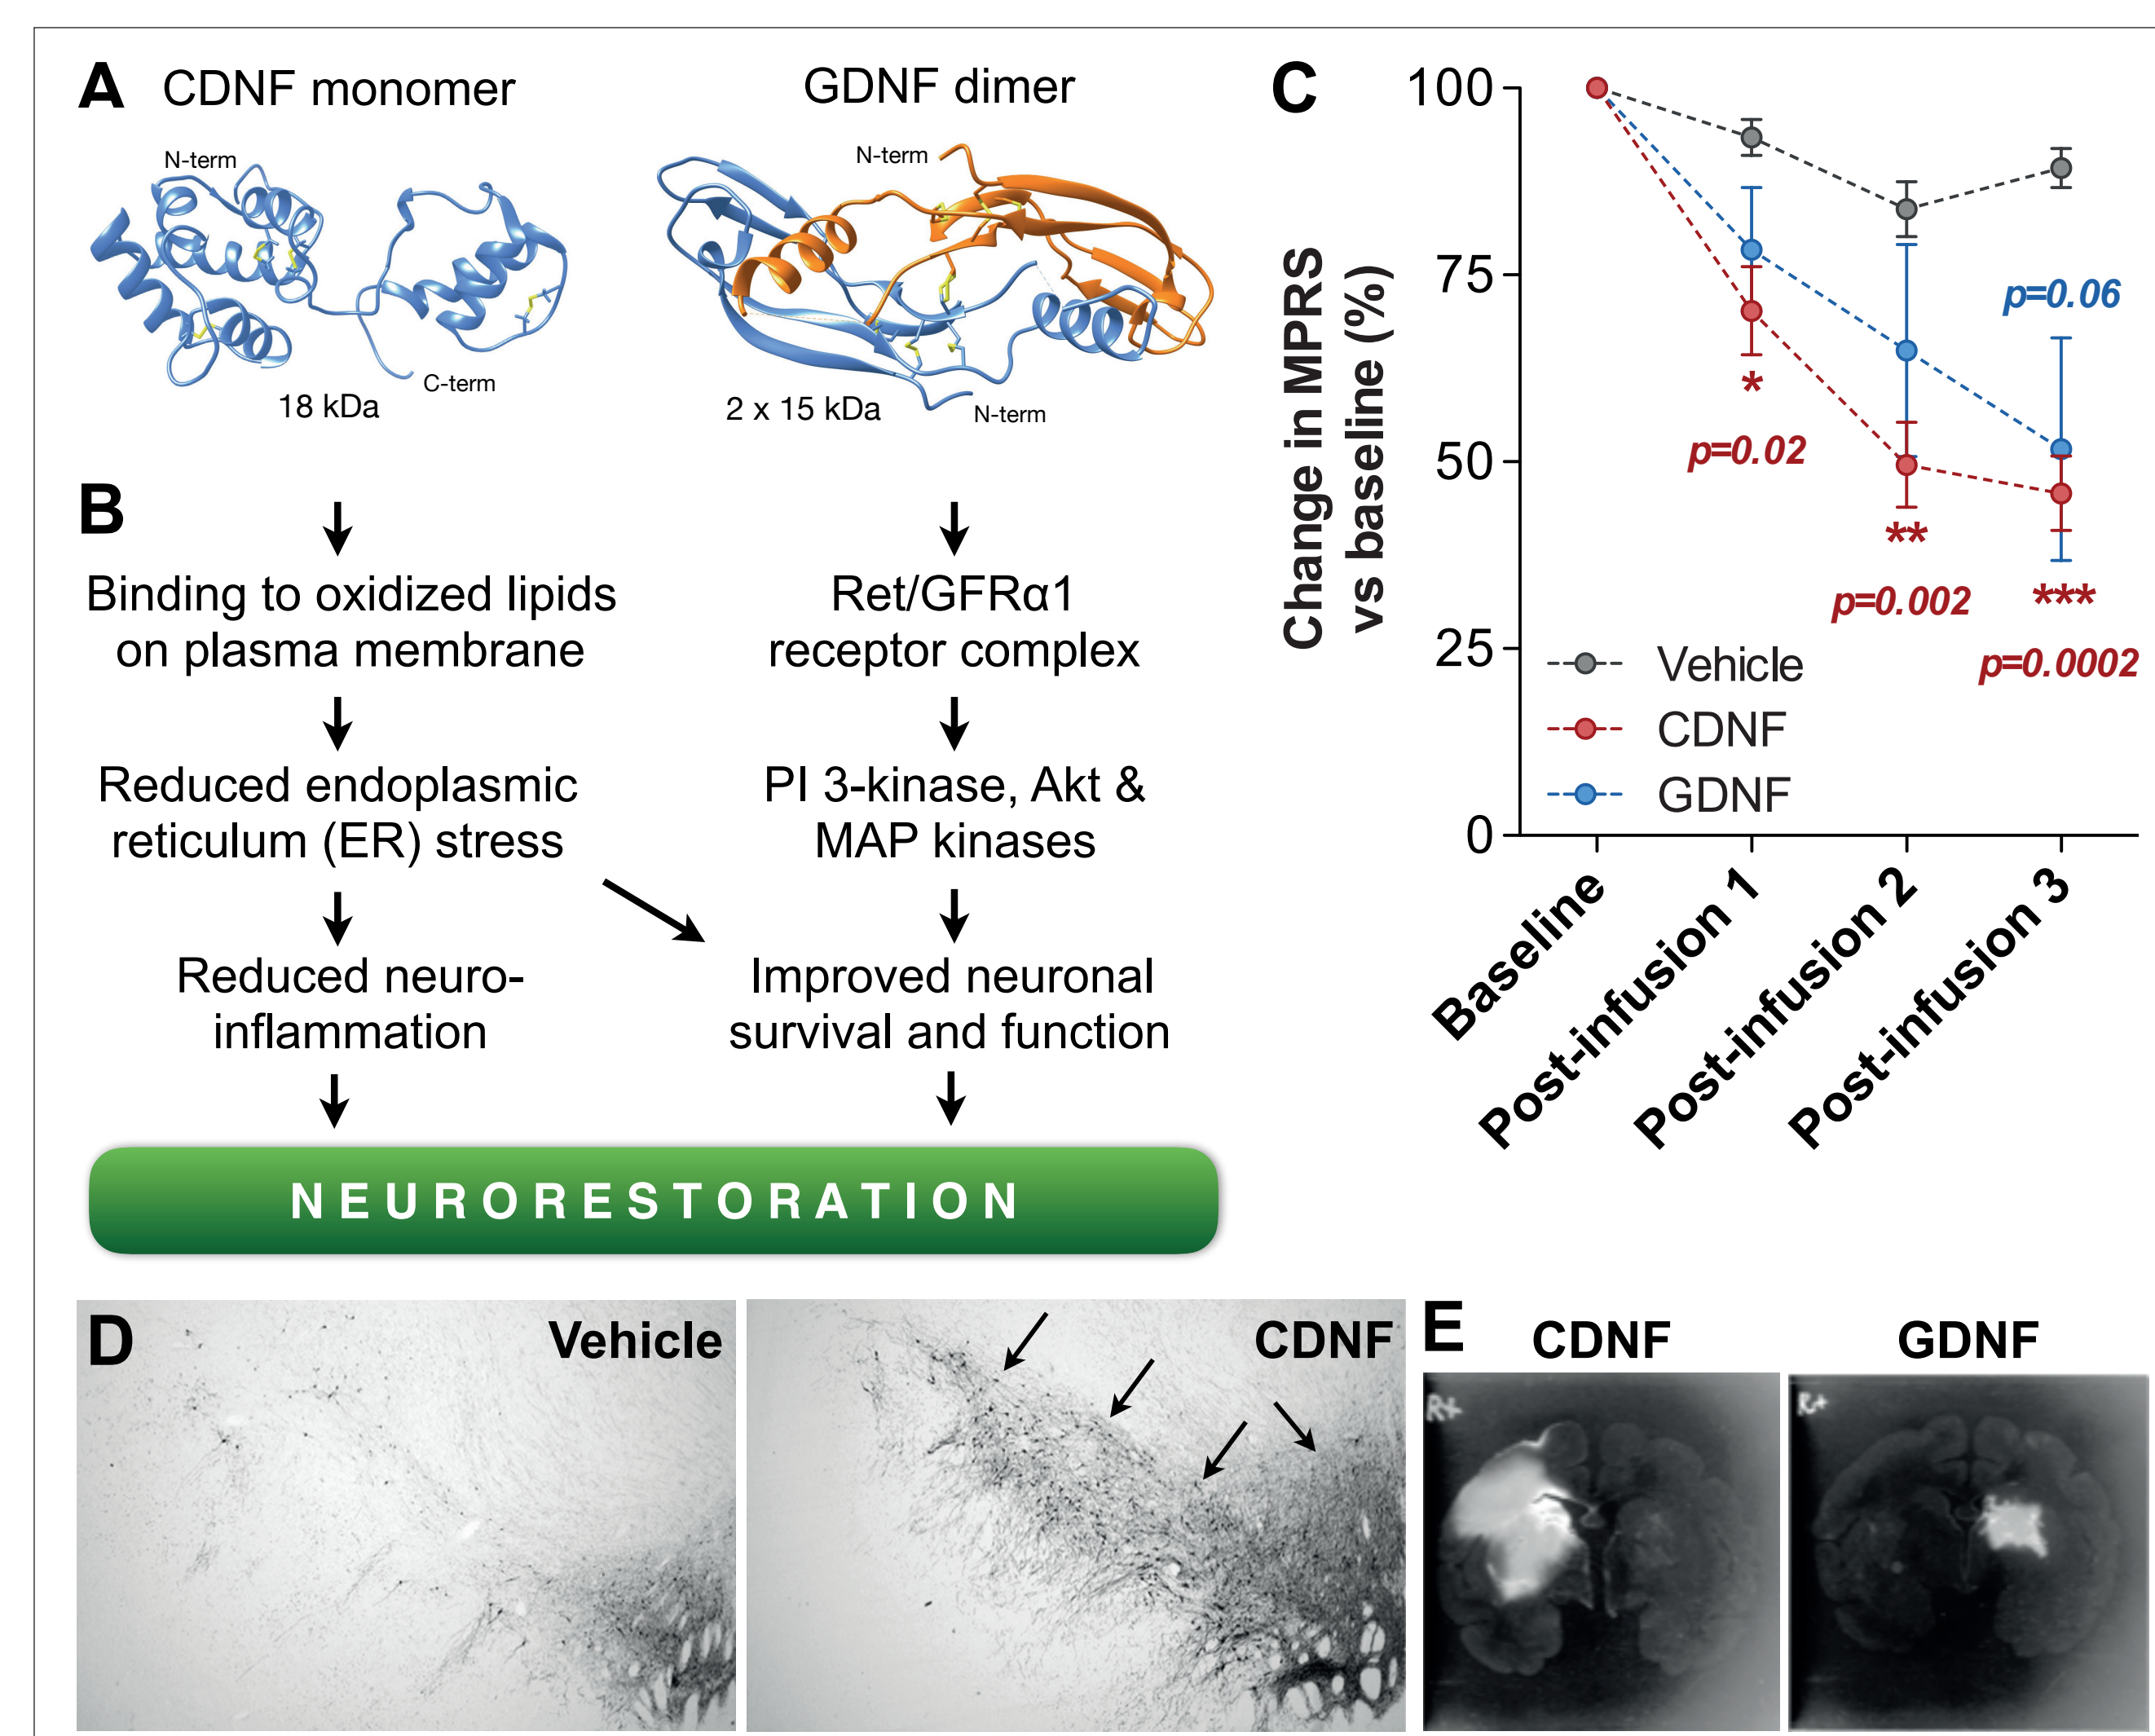 A
CDNF monomer
GDNF dimer
N-term
C-term
18 kDa
N-term
N-term
2 x 15 kDa
B
Binding to oxidized lipids
on plasma membrane
Reduced endoplasmic
reticulum (ER) stress
Reduced neuro-
inflammation
Ret/GFRα1
receptor complex
PI 3-kinase, Akt &
MAP kinases
Improved neuronal
survival and function
NEURORESTORATION
C
Change in MPRS
vs baseline (%)
100
75
50
25
0
p=0.06
*
p=0.02
**
p=0.002
***
p=0.0002
Vehicle
CDNF
GDNF
Baseline
Post-infusion 1
Post-infusion 2
Post-infusion 3
D
Vehicle
CDNF
E
CDNF
GDNF
R+
R+